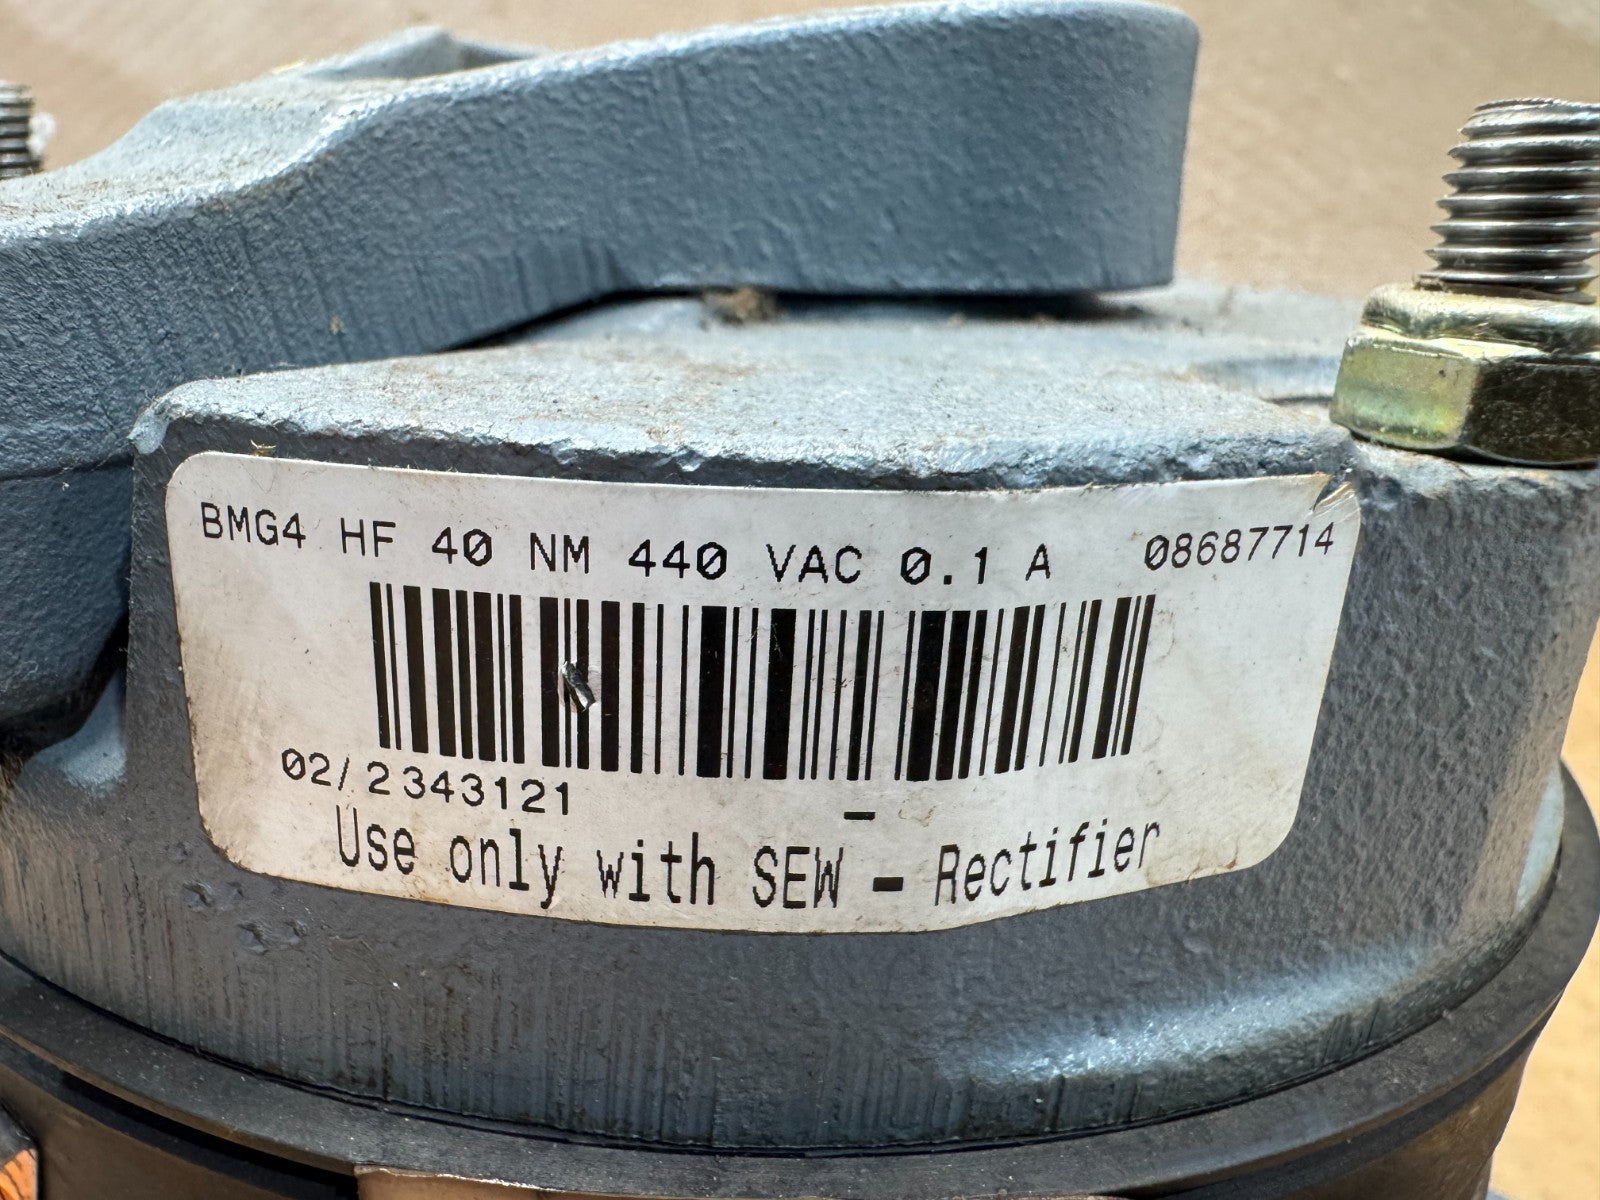 BMG4 HF 40 NM 440 VAC 0.1 A 08687714
02/2343121
Use only with SEW - Rectifier